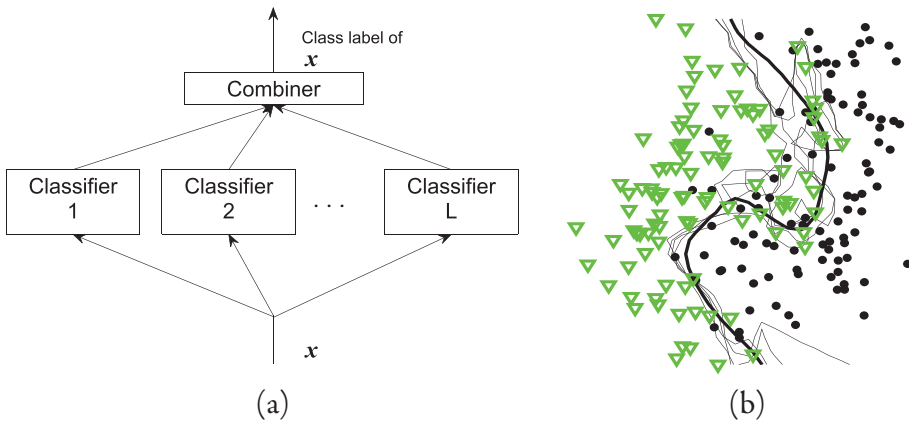 Class label of
x
Combiner
Classifier
1
Classifier
2
. . .
Classifier
L
x
(a)
(b)